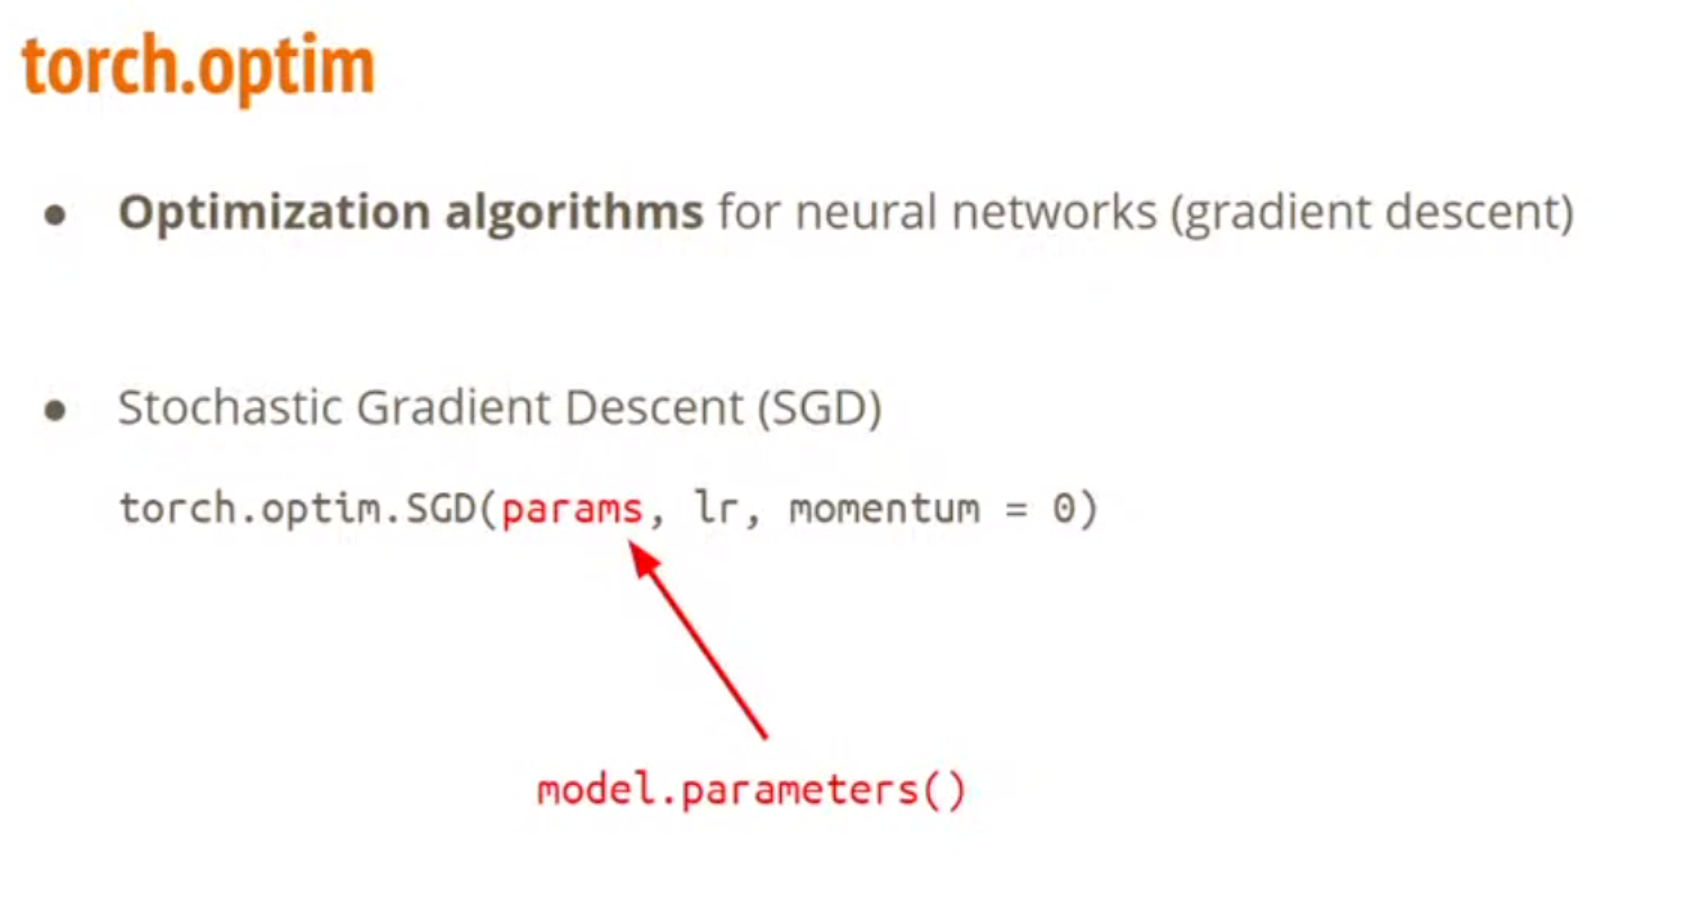 torch.optim
● Optimization algorithms for neural networks (gradient descent)
● Stochastic Gradient Descent (SGD)
torch.optim.SGD(params, lr, momentum = 0)
model.parameters()